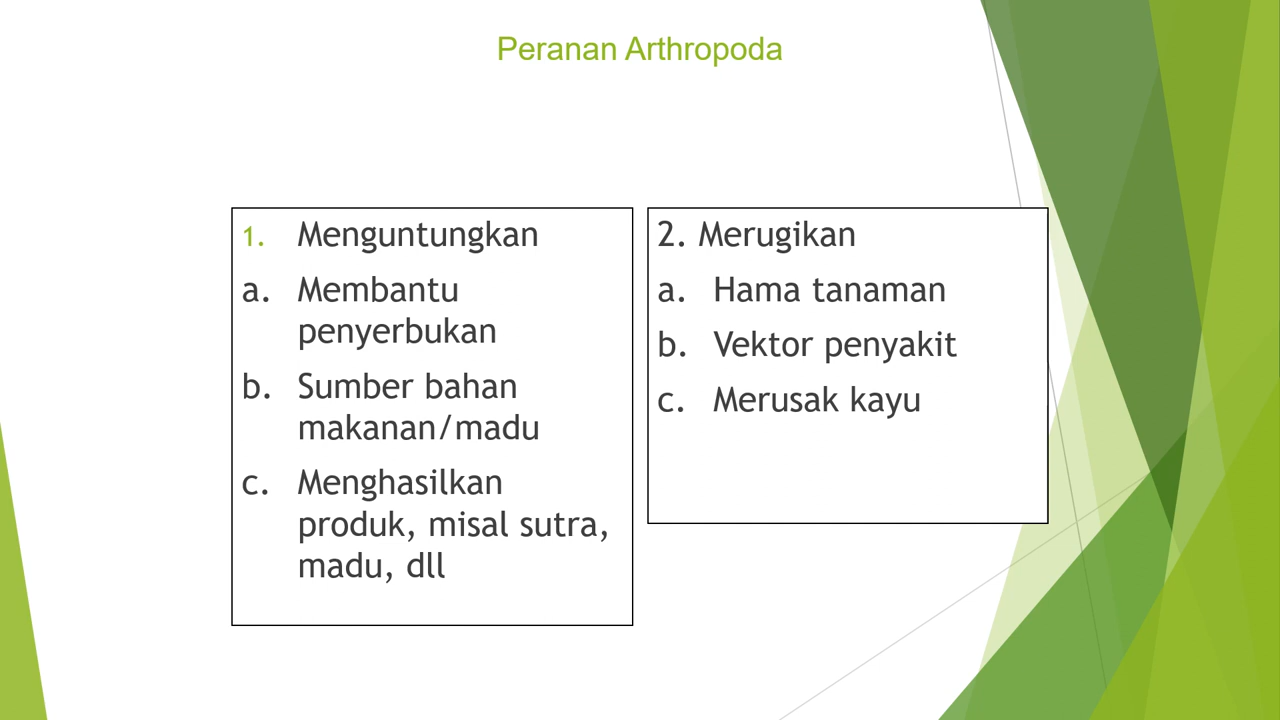 Peranan Arthropoda
1. Menguntungkan
a. Membantu
penyerbukan
b. Sumber bahan
makanan/madu
c. Menghasilkan
produk, misal sutra,
madu, dll
2. Merugikan
a. Hama tanaman
b. Vektor penyakit
c. Merusak kayu